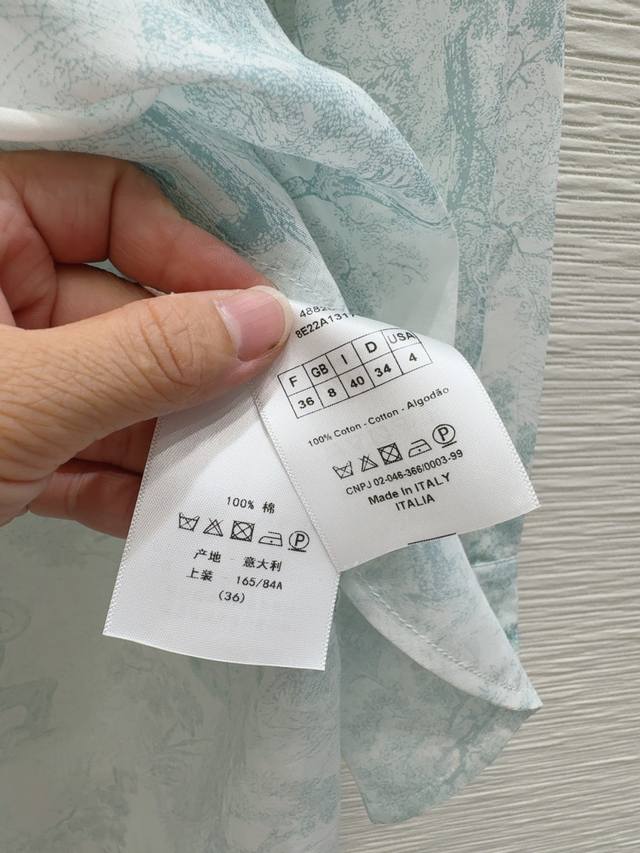 8E22A131
F GB I D USA
36 8 40 34 4
100% Coton - Cotton - Algodão
CNPJ 02-046-366/0003-99
Made in ITALY
ITALIA
100% 棉
P
产地 意大利
上装 165/84A
(36)